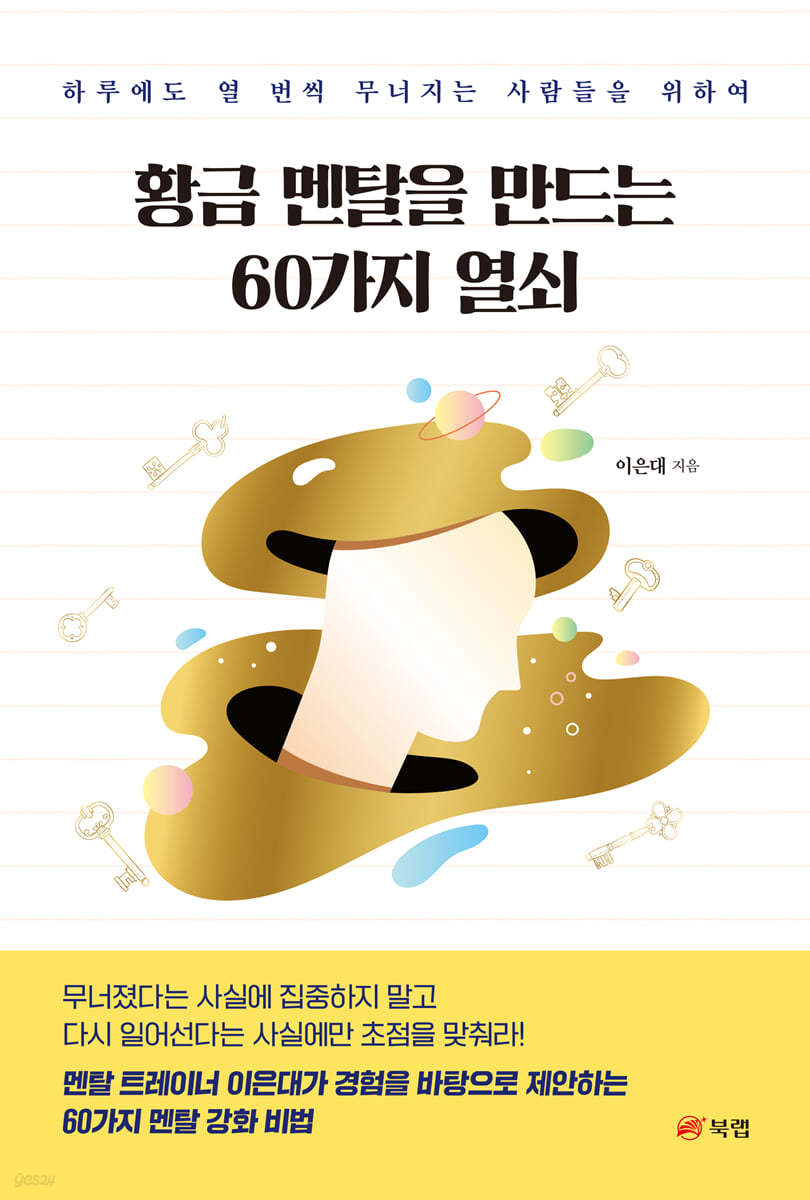 하루에도 열 번씩 무너지는 사람들을 위하여
황금 멘탈을 만드는
60가지 열쇠
이은대 지음
무너졌다는 사실에 집중하지 말고
다시 일어선다는 사실에만 초점을 맞춰라!
멘탈 트레이너 이은대가 경험을 바탕으로 제안하는
60가지 멘탈 강화 비법
북랩
yes24